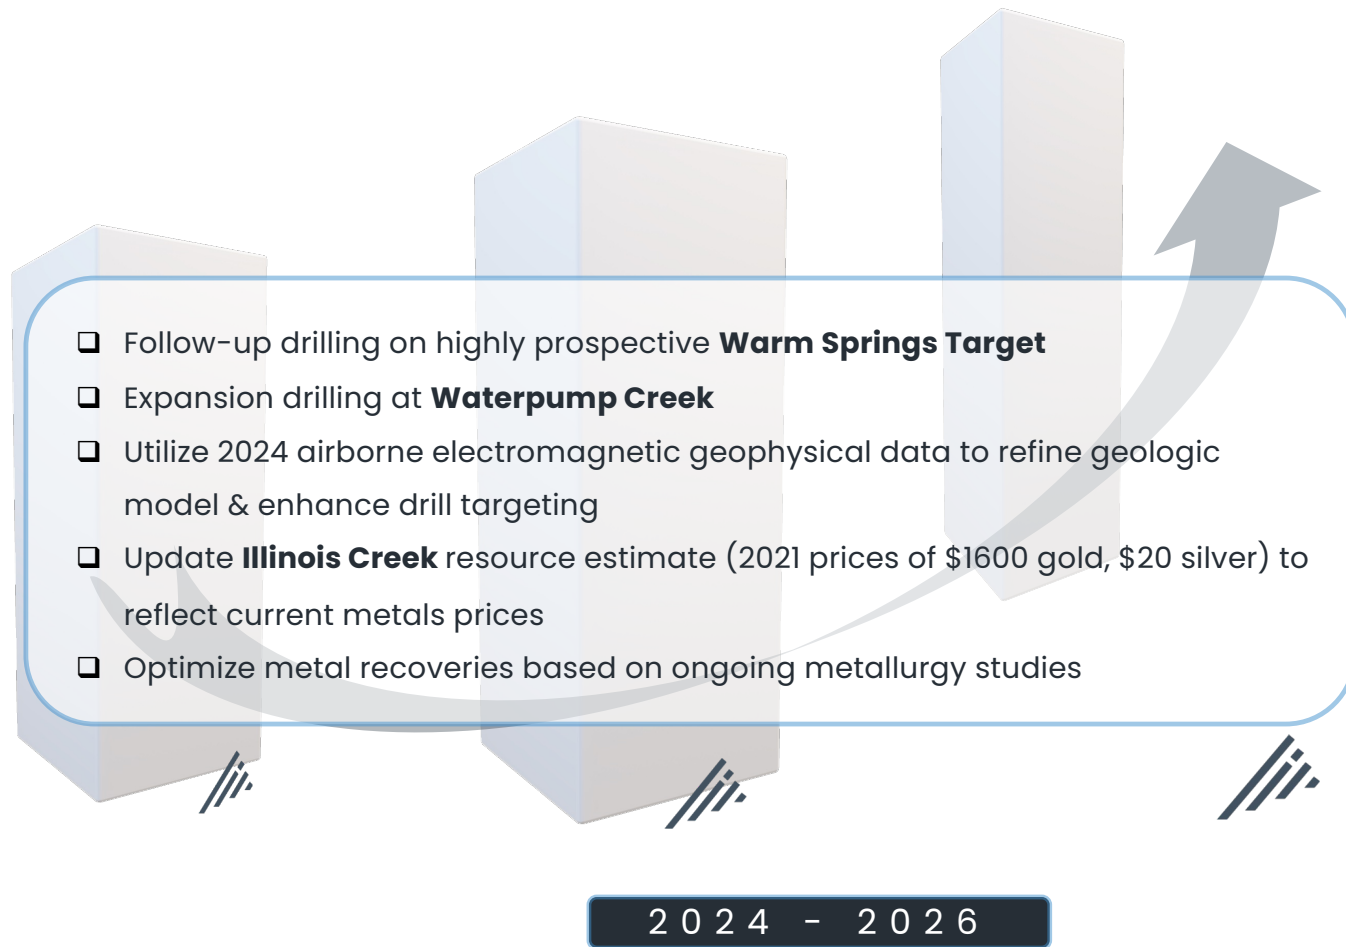 ❑ Follow-up drilling on highly prospective Warm Springs Target
❑ Expansion drilling at Waterpump Creek
❑ Utilize 2024 airborne electromagnetic geophysical data to refine geologic
model & enhance drill targeting
❑ Update Illinois Creek resource estimate (2021 prices of $1600 gold, $20 silver) to
reflect current metals prices
❑ Optimize metal recoveries based on ongoing metallurgy studies
2024 - 2026